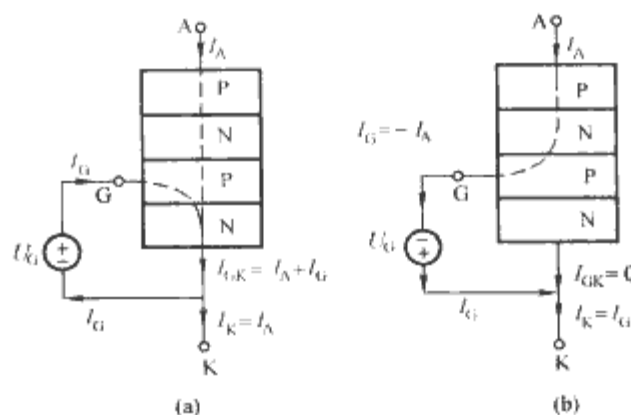 A
I_A
P
N
P
N
I_G
G
U_G
+
−
I_GK = I_A + I_G
I_G
I_K = I_A
K
(a)
A
I_A
P
N
P
N
I_G = − I_A
G
U_G
−
+
I_GK = 0
I_G
I_K = I_G
K
(b)